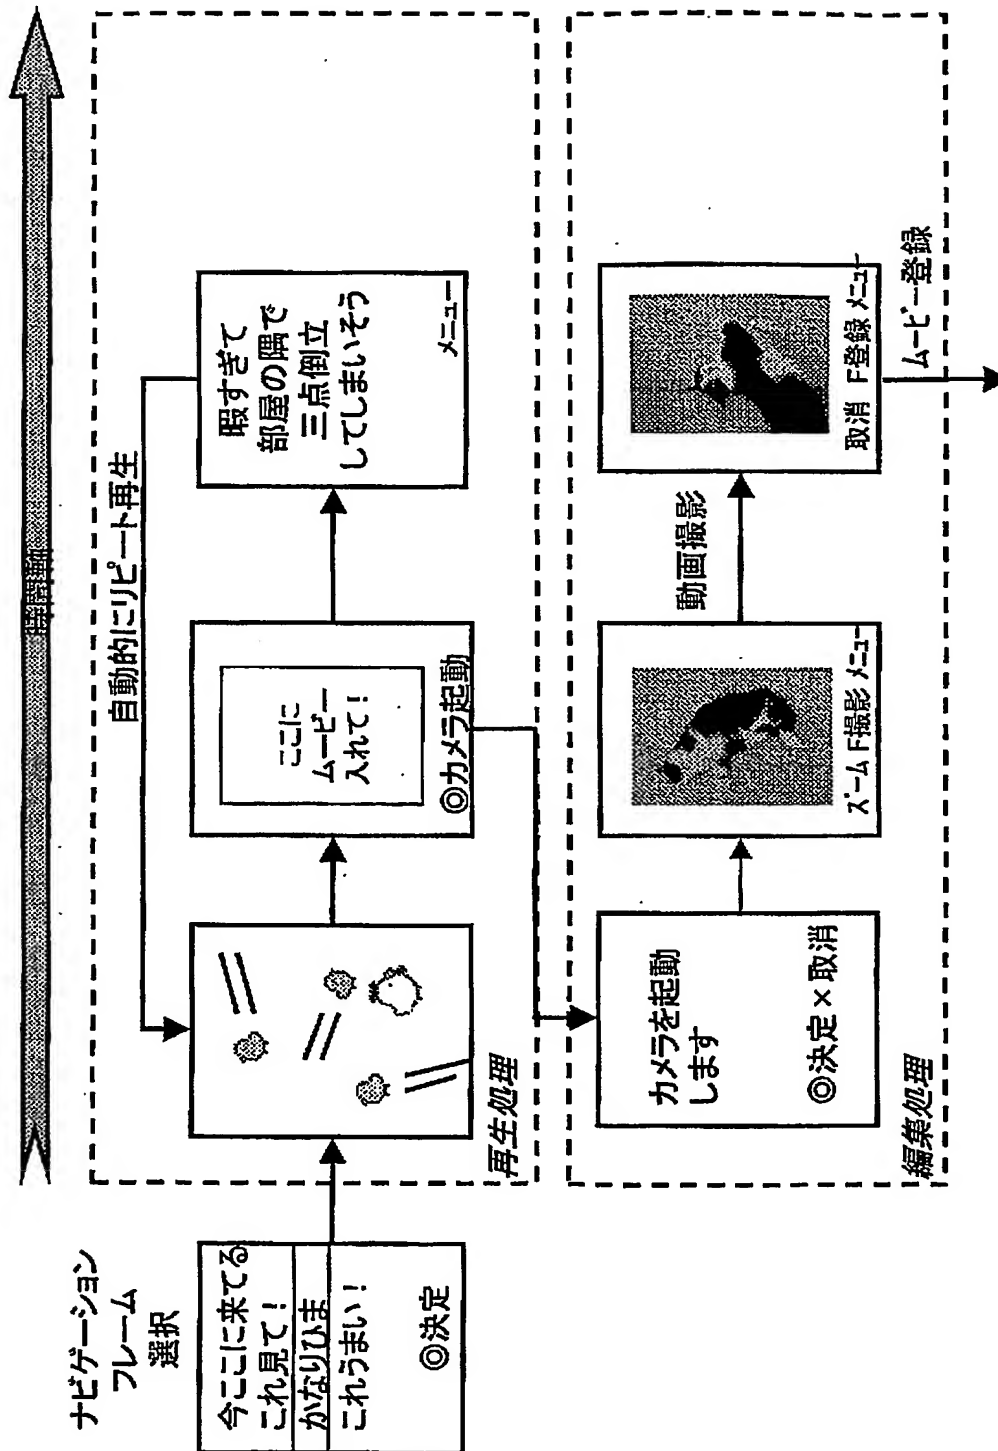 時間軸
ナビゲーション
フレーム
選択
今ここに来てる
これ見て！
かなりひま
これうまい！
◎決定
自動的にリピート再生
ここに
ムービー
入れて！
◎カメラ起動
暇すぎて
部屋の隅で
三点倒立
してしまいそう
メニュー
再生処理
カメラを起動
します
◎決定×取消
ズーム F撮影 メニュー
動画撮影
取消 F登録 メニュー
ムービー登録
編集処理